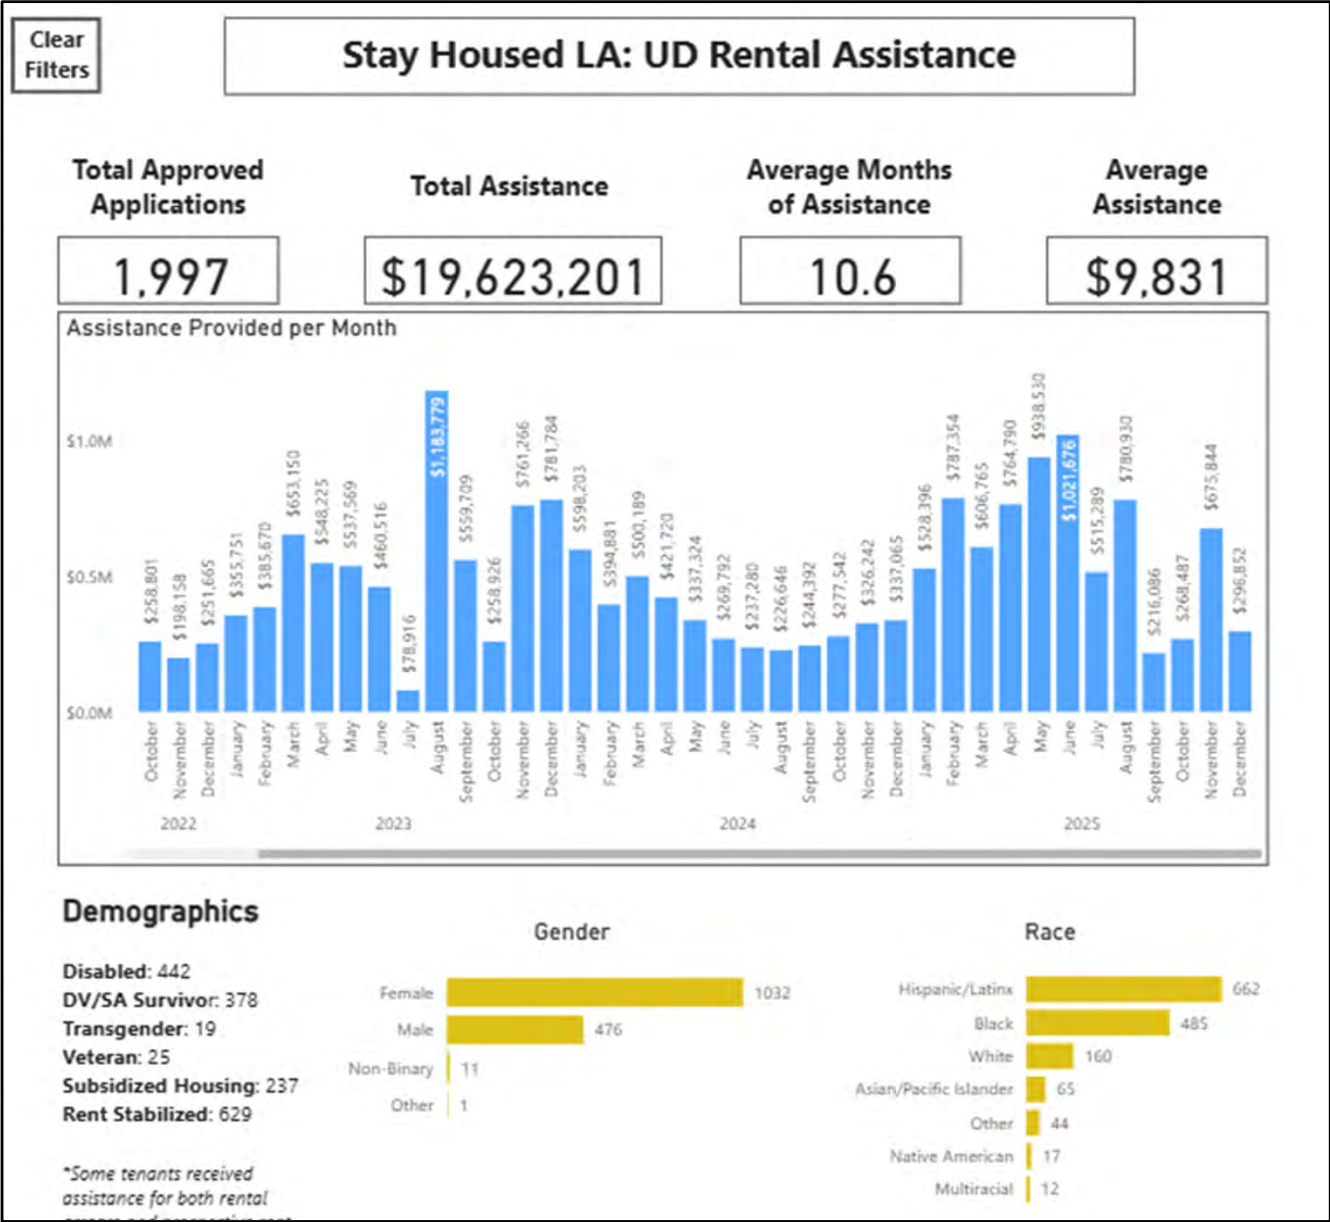 Clear
Filters
Stay Housed LA: UD Rental Assistance
Total Approved
Applications
1,997
Total Assistance
$19,623,201
Average Months
of Assistance
10.6
Average
Assistance
$9,831
Assistance Provided per Month
$1.0M
$0.5M
$0.0M
$258,801
$198,158
$251,665
$355,751
$385,670
$653,150
$548,225
$537,569
$460,516
$78,916
$1,183,779
$559,709
$258,926
$761,266
$781,784
$598,203
$394,881
$500,189
$421,720
$337,324
$269,792
$237,280
$226,646
$244,392
$277,542
$326,242
$337,065
$528,396
$787,354
$606,765
$764,790
$938,530
$1,021,676
$515,289
$780,930
$216,086
$268,487
$675,844
$296,852
October
November
December
January
February
March
April
May
June
July
August
September
October
November
December
January
February
March
April
May
June
July
August
September
October
November
December
January
February
March
April
May
June
July
August
September
October
November
December
2022
2023
2024
2025
Demographics
Disabled: 442
DV/SA Survivor: 378
Transgender: 19
Veteran: 25
Subsidized Housing: 237
Rent Stabilized: 629
*Some tenants received
assistance for both rental
Gender
Female 1032
Male 476
Non-Binary 11
Other 1
Race
Hispanic/Latinx 662
Black 485
White 160
Asian/Pacific Islander 65
Other 44
Native American 17
Multiracial 12